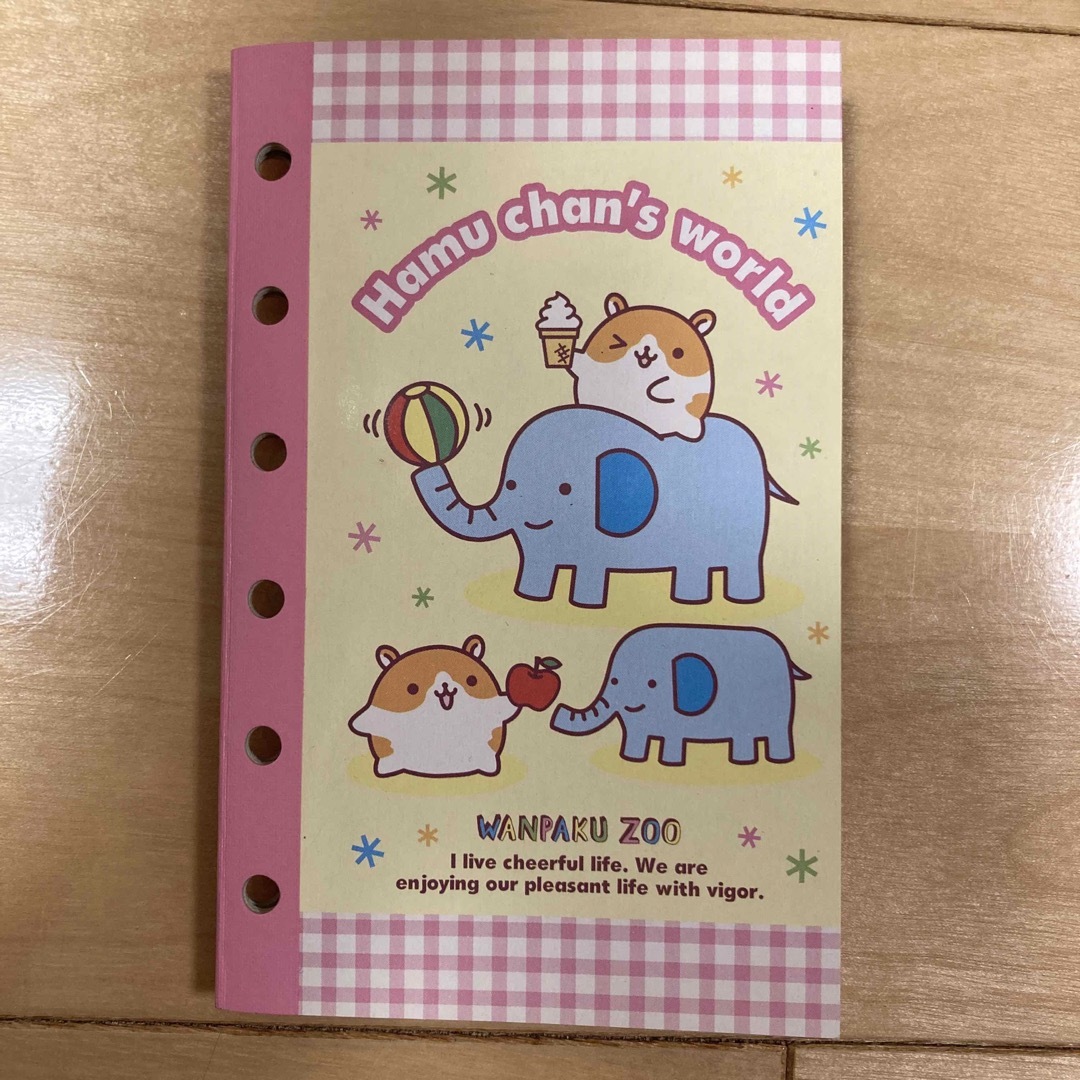 Hamu chan's world
WANPAKU ZOO
I live cheerful life. We are
enjoying our pleasant life with vigor.